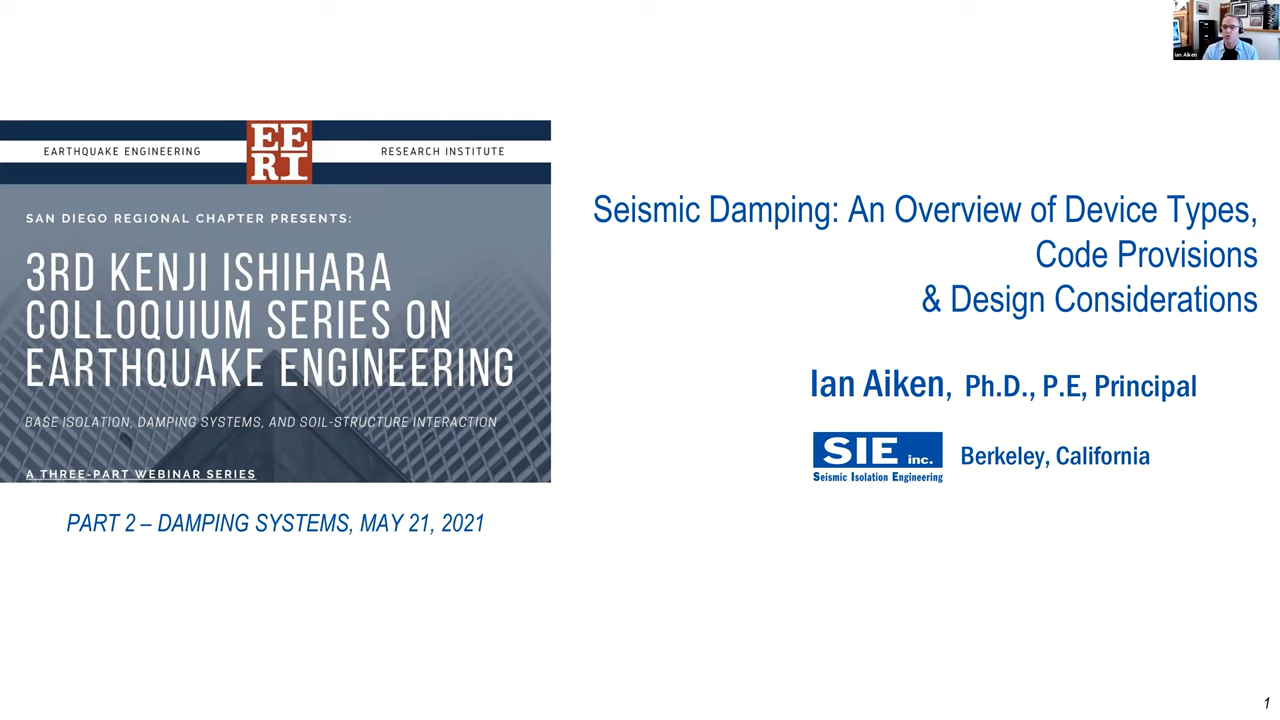 Ian Aiken
EARTHQUAKE ENGINEERING
EERI
RESEARCH INSTITUTE
SAN DIEGO REGIONAL CHAPTER PRESENTS:
3RD KENJI ISHIHARA
COLLOQUIUM SERIES ON
EARTHQUAKE ENGINEERING
BASE ISOLATION, DAMPING SYSTEMS, AND SOIL-STRUCTURE INTERACTION
A THREE-PART WEBINAR SERIES
PART 2 – DAMPING SYSTEMS, MAY 21, 2021
Seismic Damping: An Overview of Device Types,
Code Provisions
& Design Considerations
Ian Aiken, Ph.D., P.E, Principal
SIE inc.
Seismic Isolation Engineering
Berkeley, California
1